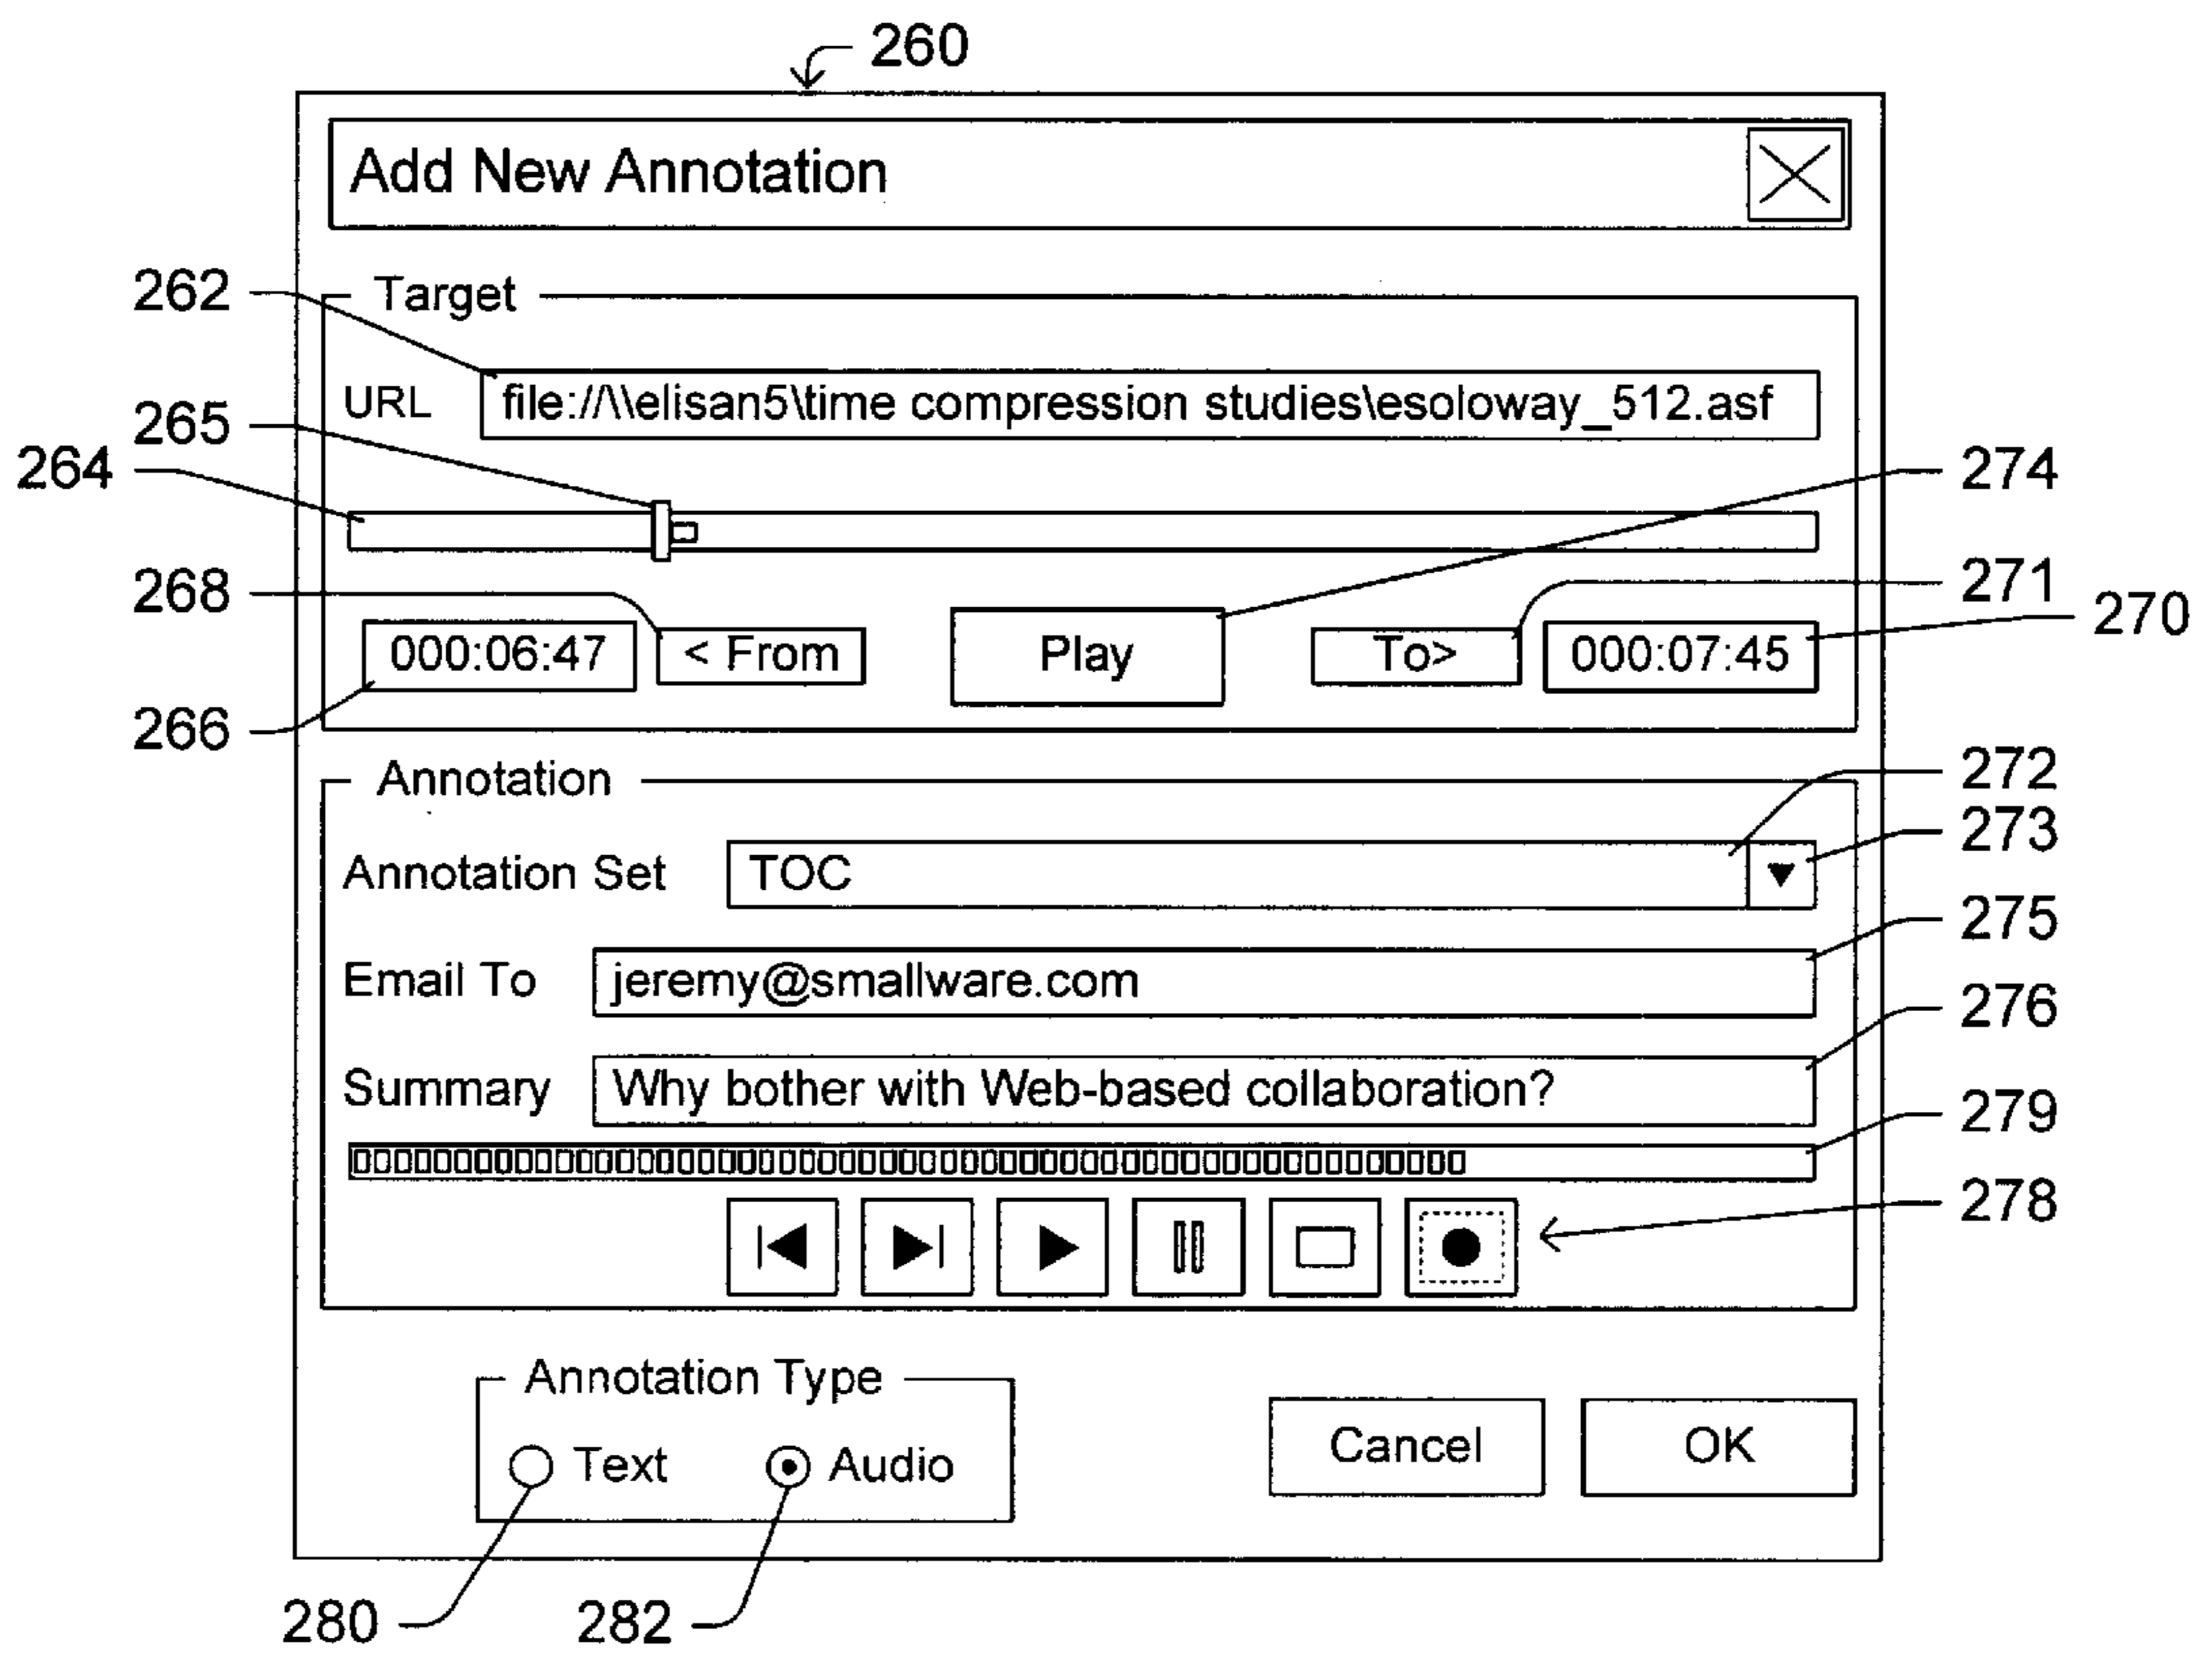 260
Add New Annotation
262
Target
URL
file://\\elisan5\time compression studies\esoloway_512.asf
265
264
274
268
271
270
000:06:47
< From
Play
To>
000:07:45
266
272
Annotation
273
Annotation Set
TOC
275
Email To
jeremy@smallware.com
276
Summary
Why bother with Web-based collaboration?
279
278
Annotation Type
Text
Audio
Cancel
OK
280
282